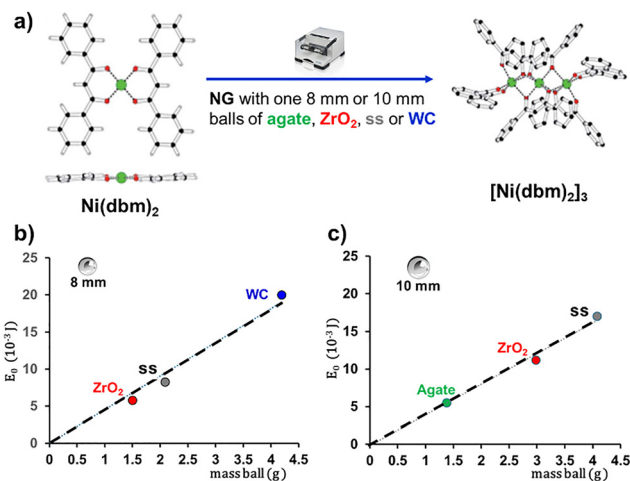 a)
NG with one 8 mm or 10 mm
balls of agate, ZrO₂, ss or WC
Ni(dbm)₂
[Ni(dbm)₂]₃
b)
8 mm
E₀ (10⁻³ J)
25
20
15
10
5
0
WC
ss
ZrO₂
0 0.5 1 1.5 2 2.5 3 3.5 4 4.5
mass ball (g)
c)
10 mm
E₀ (10⁻³ J)
25
20
15
10
5
0
ss
ZrO₂
Agate
0 0.5 1 1.5 2 2.5 3 3.5 4 4.5
mass ball (g)